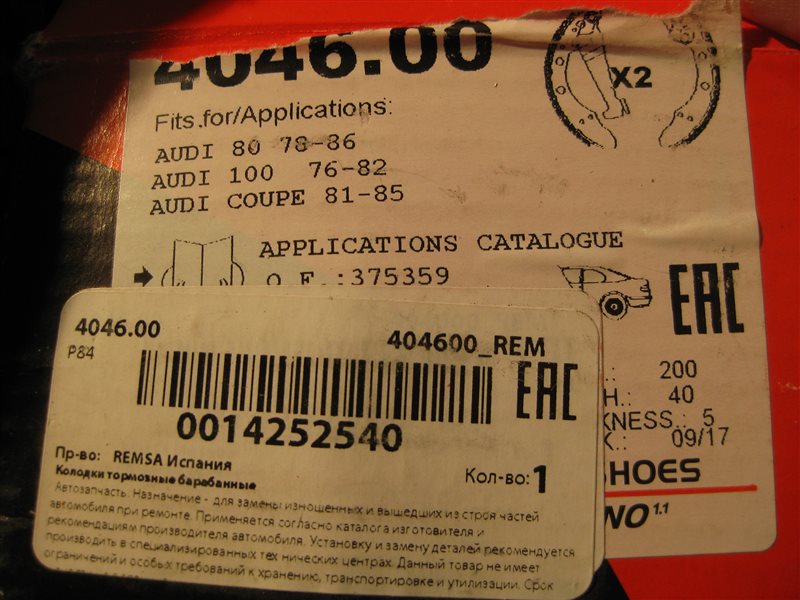 4046.00
X2
Fits.for/Applications:
AUDI 80 78-86
AUDI 100 76-82
AUDI COUPE 81-85
APPLICATIONS CATALOGUE
O.E.:375359
EAC
200
H.: 40
KNESS.: 5
K.: 09/17
SHOES
NO 1.1
4046.00
P84
404600_REM
EAC
0014252540
Пр-во: REMSA Испания
Кол-во: 1
Колодки тормозные барабанные
Автозапчасть. Назначение - для замены изношенных и вышедших из строя частей
автомобиля при ремонте. Применяется согласно каталога изготовителя и
рекомендациям производителя автомобиля. Установку и замену деталей рекомендуется
производить в специализированных тех нических центрах. Данный товар не имеет
ограничений и особых требований к хранению, транспортировке и утилизации. Срок